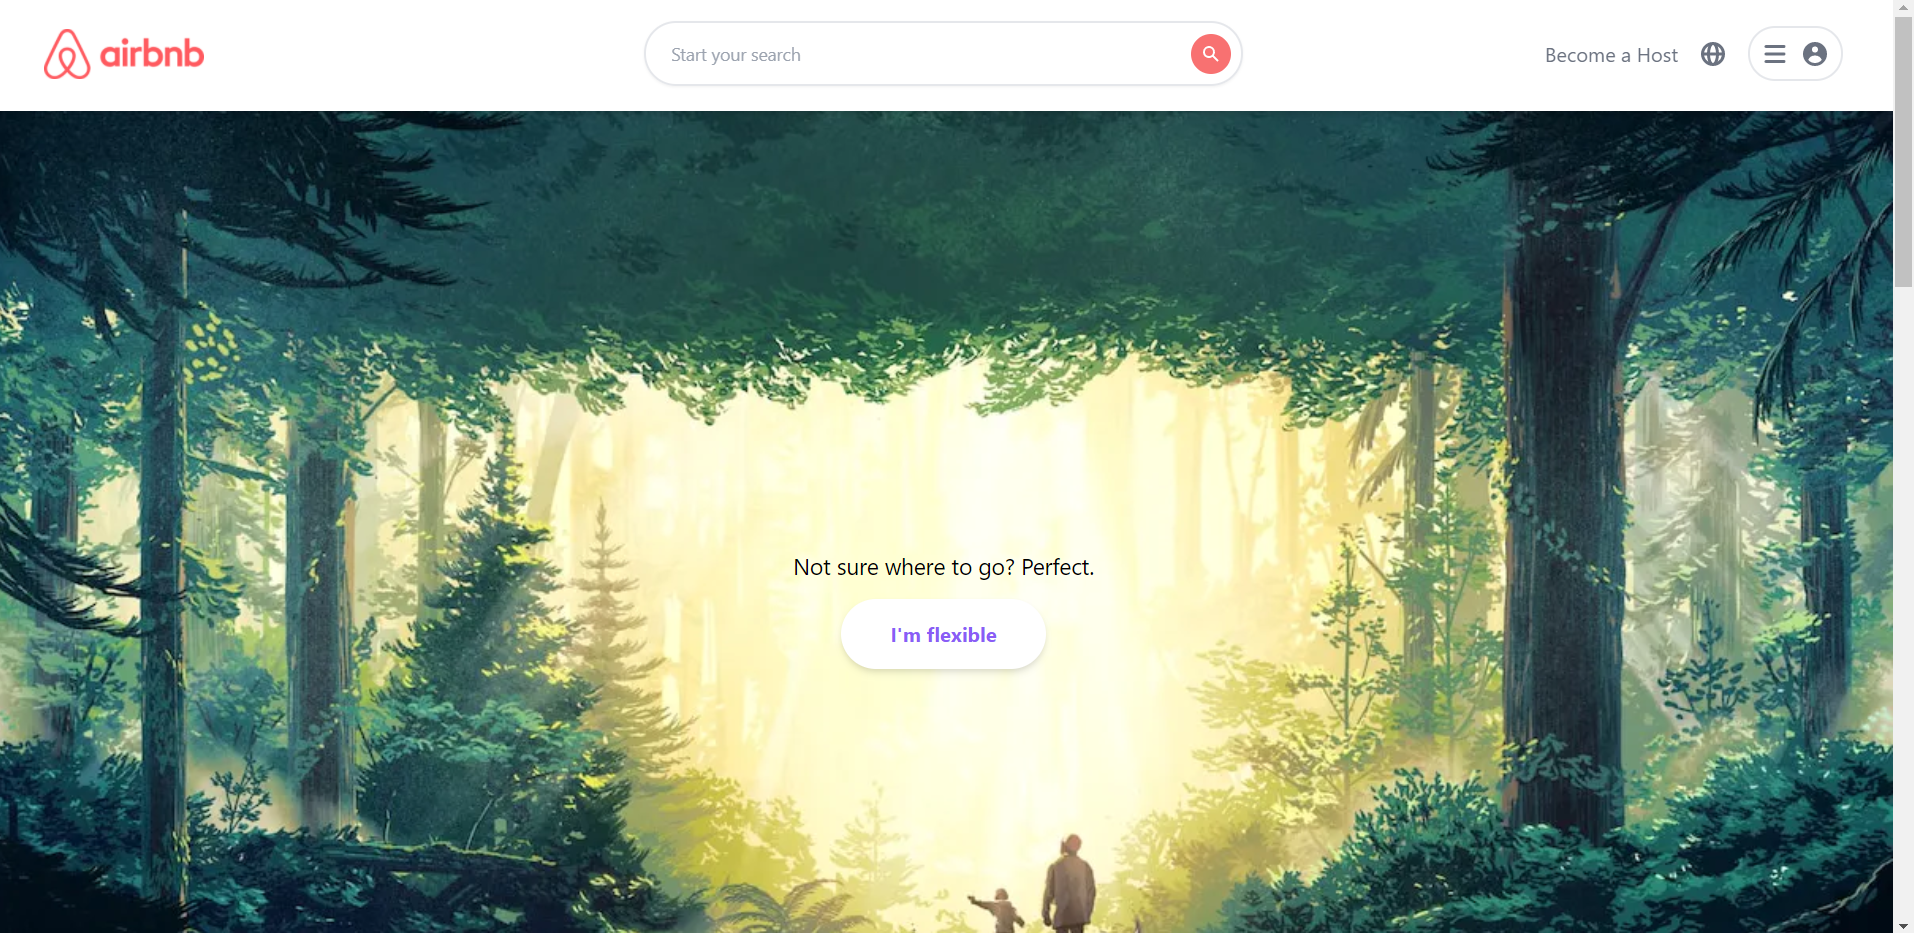 airbnb
Start your search
Become a Host
Not sure where to go? Perfect.
I'm flexible